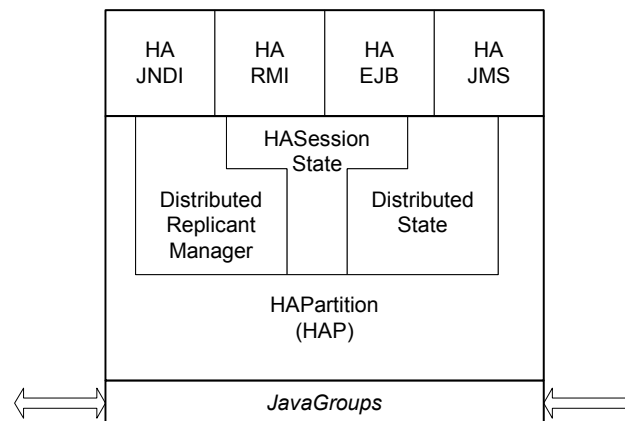 HA
JNDI
HA
RMI
HA
EJB
HA
JMS
HASession
State
Distributed
Replicant
Manager
Distributed
State
HAPartition
(HAP)
JavaGroups